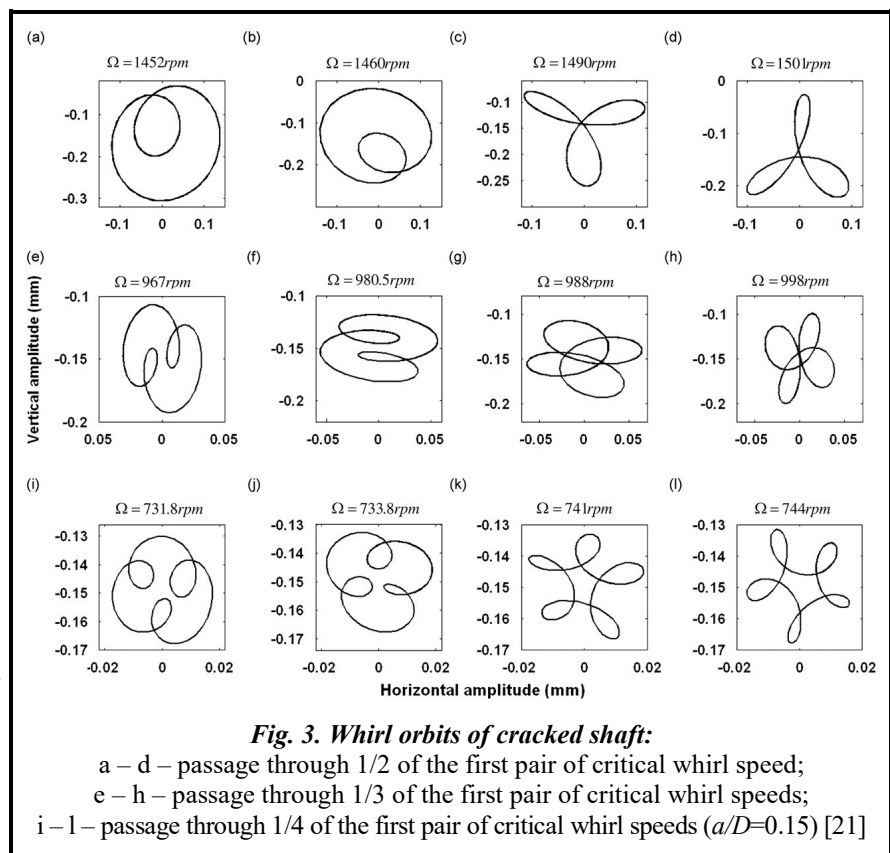 (a) (b) (c) (d)
Ω = 1452rpm Ω = 1460rpm Ω = 1490rpm Ω = 1501rpm
0
-0.1 -0.1 -0.1 -0.1
-0.15
-0.2 -0.2 -0.2 -0.2
-0.3 -0.25
-0.1 0 0.1 -0.1 0 0.1 -0.1 0 0.1 -0.1 0 0.1
(e) (f) (g) (h)
Ω = 967rpm Ω = 980.5rpm Ω = 988rpm Ω = 998rpm
-0.1 -0.1 -0.1 -0.1
-0.15 -0.15 -0.15 -0.15
-0.2 -0.2 -0.2 -0.2
0.05 0 0.05 -0.05 0 0.05 -0.05 0 0.05 -0.05 0 0.05
Vertical amplitude (mm)
(i) (j) (k) (l)
Ω = 731.8rpm Ω = 733.8rpm Ω = 741rpm Ω = 744rpm
-0.13 -0.13 -0.13 -0.13
-0.14 -0.14 -0.14 -0.14
-0.15 -0.15 -0.15 -0.15
-0.16 -0.16 -0.16 -0.16
-0.17 -0.17 -0.17 -0.17
-0.02 0 0.02 -0.02 0 0.02 -0.02 0 0.02 -0.02 0 0.02
Horizontal amplitude (mm)
Fig. 3. Whirl orbits of cracked shaft:
a – d – passage through 1/2 of the first pair of critical whirl speed;
e – h – passage through 1/3 of the first pair of critical whirl speeds;
i – l – passage through 1/4 of the first pair of critical whirl speeds (a/D=0.15) [21]